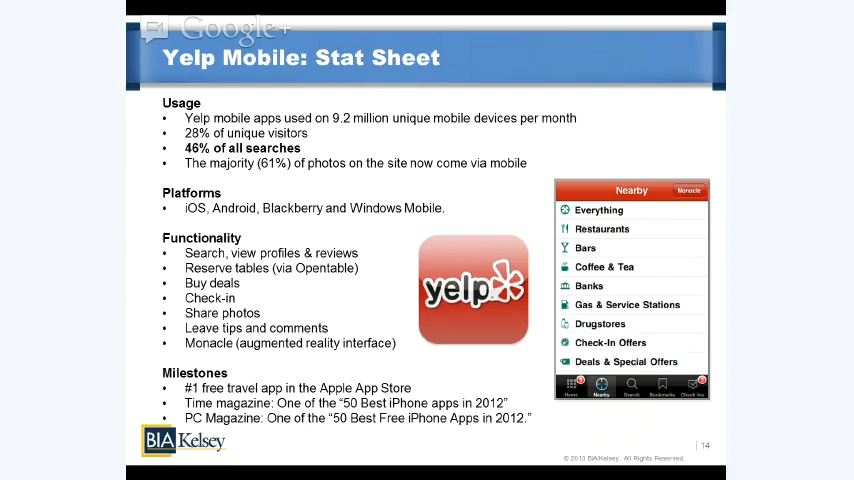 Google+
Yelp Mobile: Stat Sheet
Usage
• Yelp mobile apps used on 9.2 million unique mobile devices per month
• 28% of unique visitors
• 46% of all searches
• The majority (61%) of photos on the site now come via mobile
Platforms
• iOS, Android, Blackberry and Windows Mobile.
Functionality
• Search, view profiles & reviews
• Reserve tables (via Opentable)
• Buy deals
• Check-in
• Share photos
• Leave tips and comments
• Monacle (augmented reality interface)
Milestones
• #1 free travel app in the Apple App Store
• Time magazine: One of the “50 Best iPhone apps in 2012”
• PC Magazine: One of the “50 Best Free iPhone Apps in 2012.”
yelp
Nearby Monocle
Everything
Restaurants
Bars
Coffee & Tea
Banks
Gas & Service Stations
Drugstores
Check-In Offers
Deals & Special Offers
Home Nearby Search Bookmarks Check-Ins
BIA Kelsey
14
© 2013 BIA/Kelsey. All Rights Reserved.